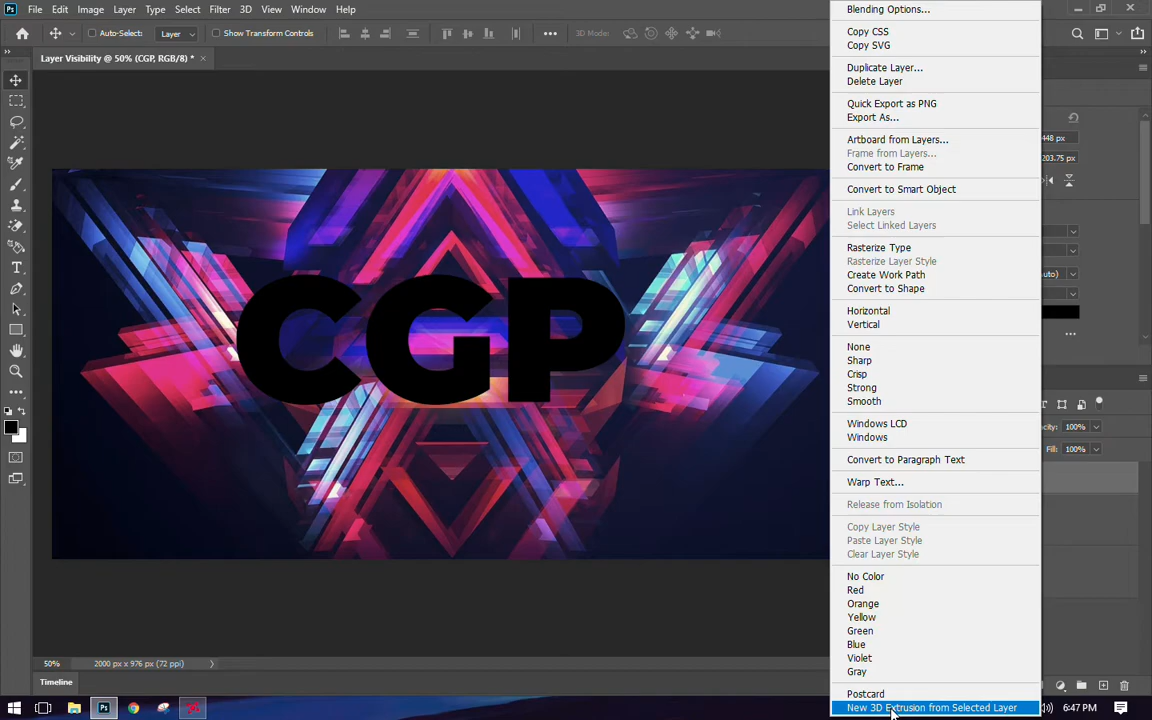 Ps File Edit Image Layer Type Select Filter 3D View Window Help
Auto-Select: Layer Show Transform Controls 3D Mode:
Layer Visibility @ 50% (CGP, RGB/8) * ×
CGP
Blending Options...
Copy CSS
Copy SVG
Duplicate Layer...
Delete Layer
Quick Export as PNG
Export As...
Artboard from Layers...
Frame from Layers...
Convert to Frame
Convert to Smart Object
Link Layers
Select Linked Layers
Rasterize Type
Rasterize Layer Style
Create Work Path
Convert to Shape
Horizontal
Vertical
None
Sharp
Crisp
Strong
Smooth
Windows LCD
Windows
Convert to Paragraph Text
Warp Text...
Release from Isolation
Copy Layer Style
Paste Layer Style
Clear Layer Style
No Color
Red
Orange
Yellow
Green
Blue
Violet
Gray
Postcard
New 3D Extrusion from Selected Layer
448 px
203.75 px
100%
Fill: 100%
50% 2000 px x 976 px (72 ppi)
Timeline
6:47 PM